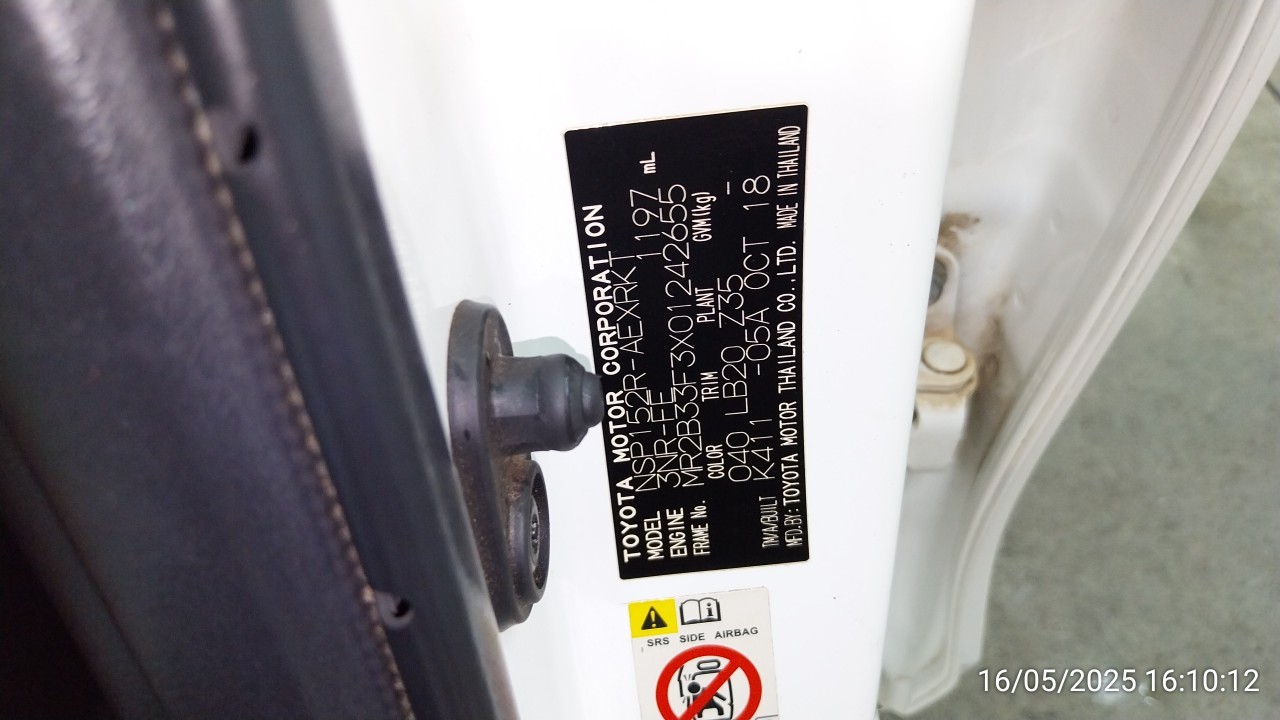 TOYOTA MOTOR CORPORATION
MODEL NSP152R-AEXRKT
ENGINE 3NR-FE 1197 mL
FRAME No. MR2B33F3X01242655
COLOR TRIM PLANT GVM(kg)
040 LB20 Z35 -
TM/A/BUILT K411 -05A OCT 18
MFD.BY: TOYOTA MOTOR THAILAND CO.,LTD. MADE IN THAILAND
SRS SIDE AIRBAG
16/05/2025 16:10:12